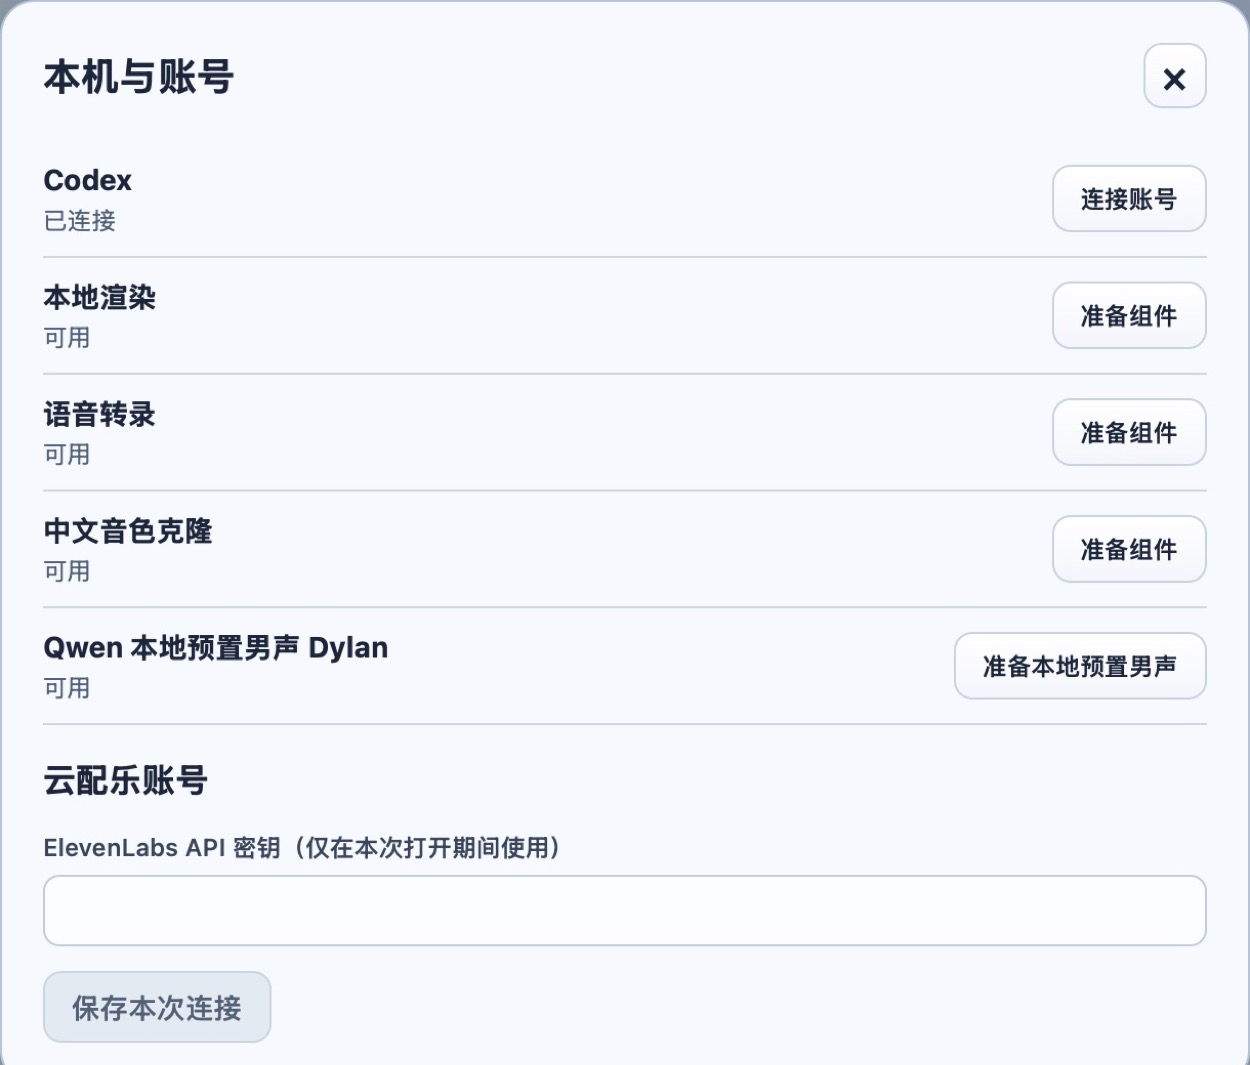 本机与账号
×
Codex
已连接
连接账号
本地渲染
可用
准备组件
语音转录
可用
准备组件
中文音色克隆
可用
准备组件
Qwen 本地预置男声 Dylan
可用
准备本地预置男声
云配乐账号
ElevenLabs API 密钥（仅在本次打开期间使用）
保存本次连接